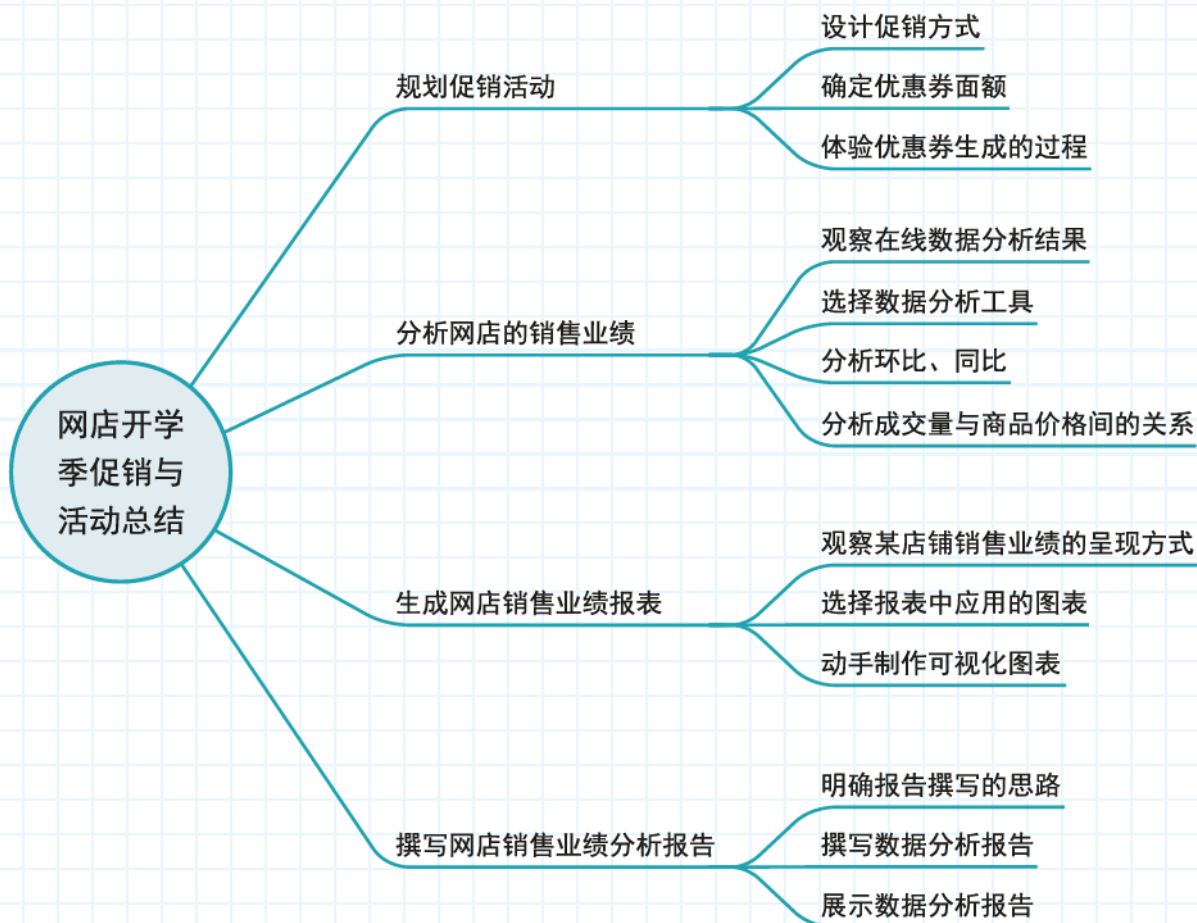 网店开学
季促销与
活动总结
规划促销活动
设计促销方式
确定优惠券面额
体验优惠券生成的过程
分析网店的销售业绩
观察在线数据分析结果
选择数据分析工具
分析环比、同比
分析成交量与商品价格间的关系
生成网店销售业绩报表
观察某店铺销售业绩的呈现方式
选择报表中应用的图表
动手制作可视化图表
撰写网店销售业绩分析报告
明确报告撰写的思路
撰写数据分析报告
展示数据分析报告